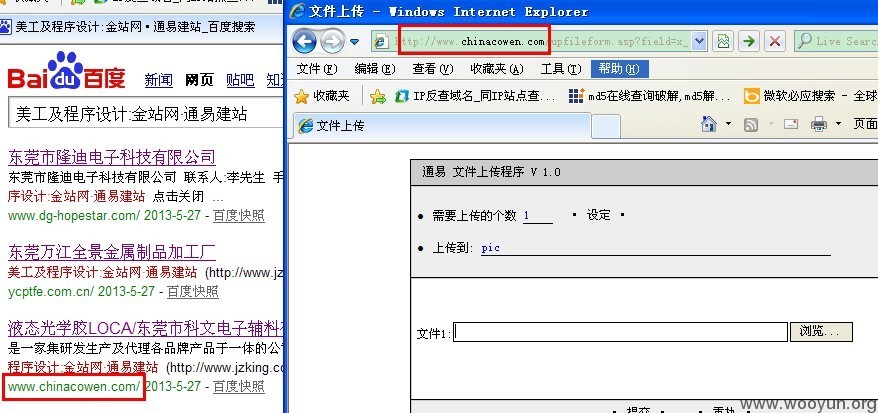 美工及程序设计:金站网·通易建站_百度搜索
Baidu百度
新闻 网页 贴吧
美工及程序设计:金站网·通易建站
东莞市隆迪电子科技有限公司
东莞市隆迪电子科技有限公司 联系人:李先生 手
序设计:金站网·通易建站 点击关闭 ...
www.dg-hopestar.com/ 2013-5-27 - 百度快照
东莞万江全景金属制品加工厂
美工及程序设计:金站网·通易建站 (http://www.jz
ycptfe.com.cn/ 2013-5-27 - 百度快照
液态光学胶LOCA/东莞市科文电子辅料
是一家集研发生产及代理各品牌产品于一体的公
程序设计:金站网·通易建站 (http://www.jzking.co
www.chinacowen.com/ 2013-5-27 - 百度快照
文件上传 - Windows Internet Explorer
http://www.chinacowen.com/upfileform.asp?field=x_
Live Searc
文件(F) 编辑(E) 查看(V) 收藏夹(A) 工具(T) 帮助(H)
收藏夹 IP反查域名_同IP站点查... md5在线查询破解,md5解... 微软必应搜索 - 全球
文件上传
页面
通易 文件上传程序 V 1.0
• 需要上传的个数 1 · 设定 ·
• 上传到: pic
文件1: 浏览...
www.wooyun.org